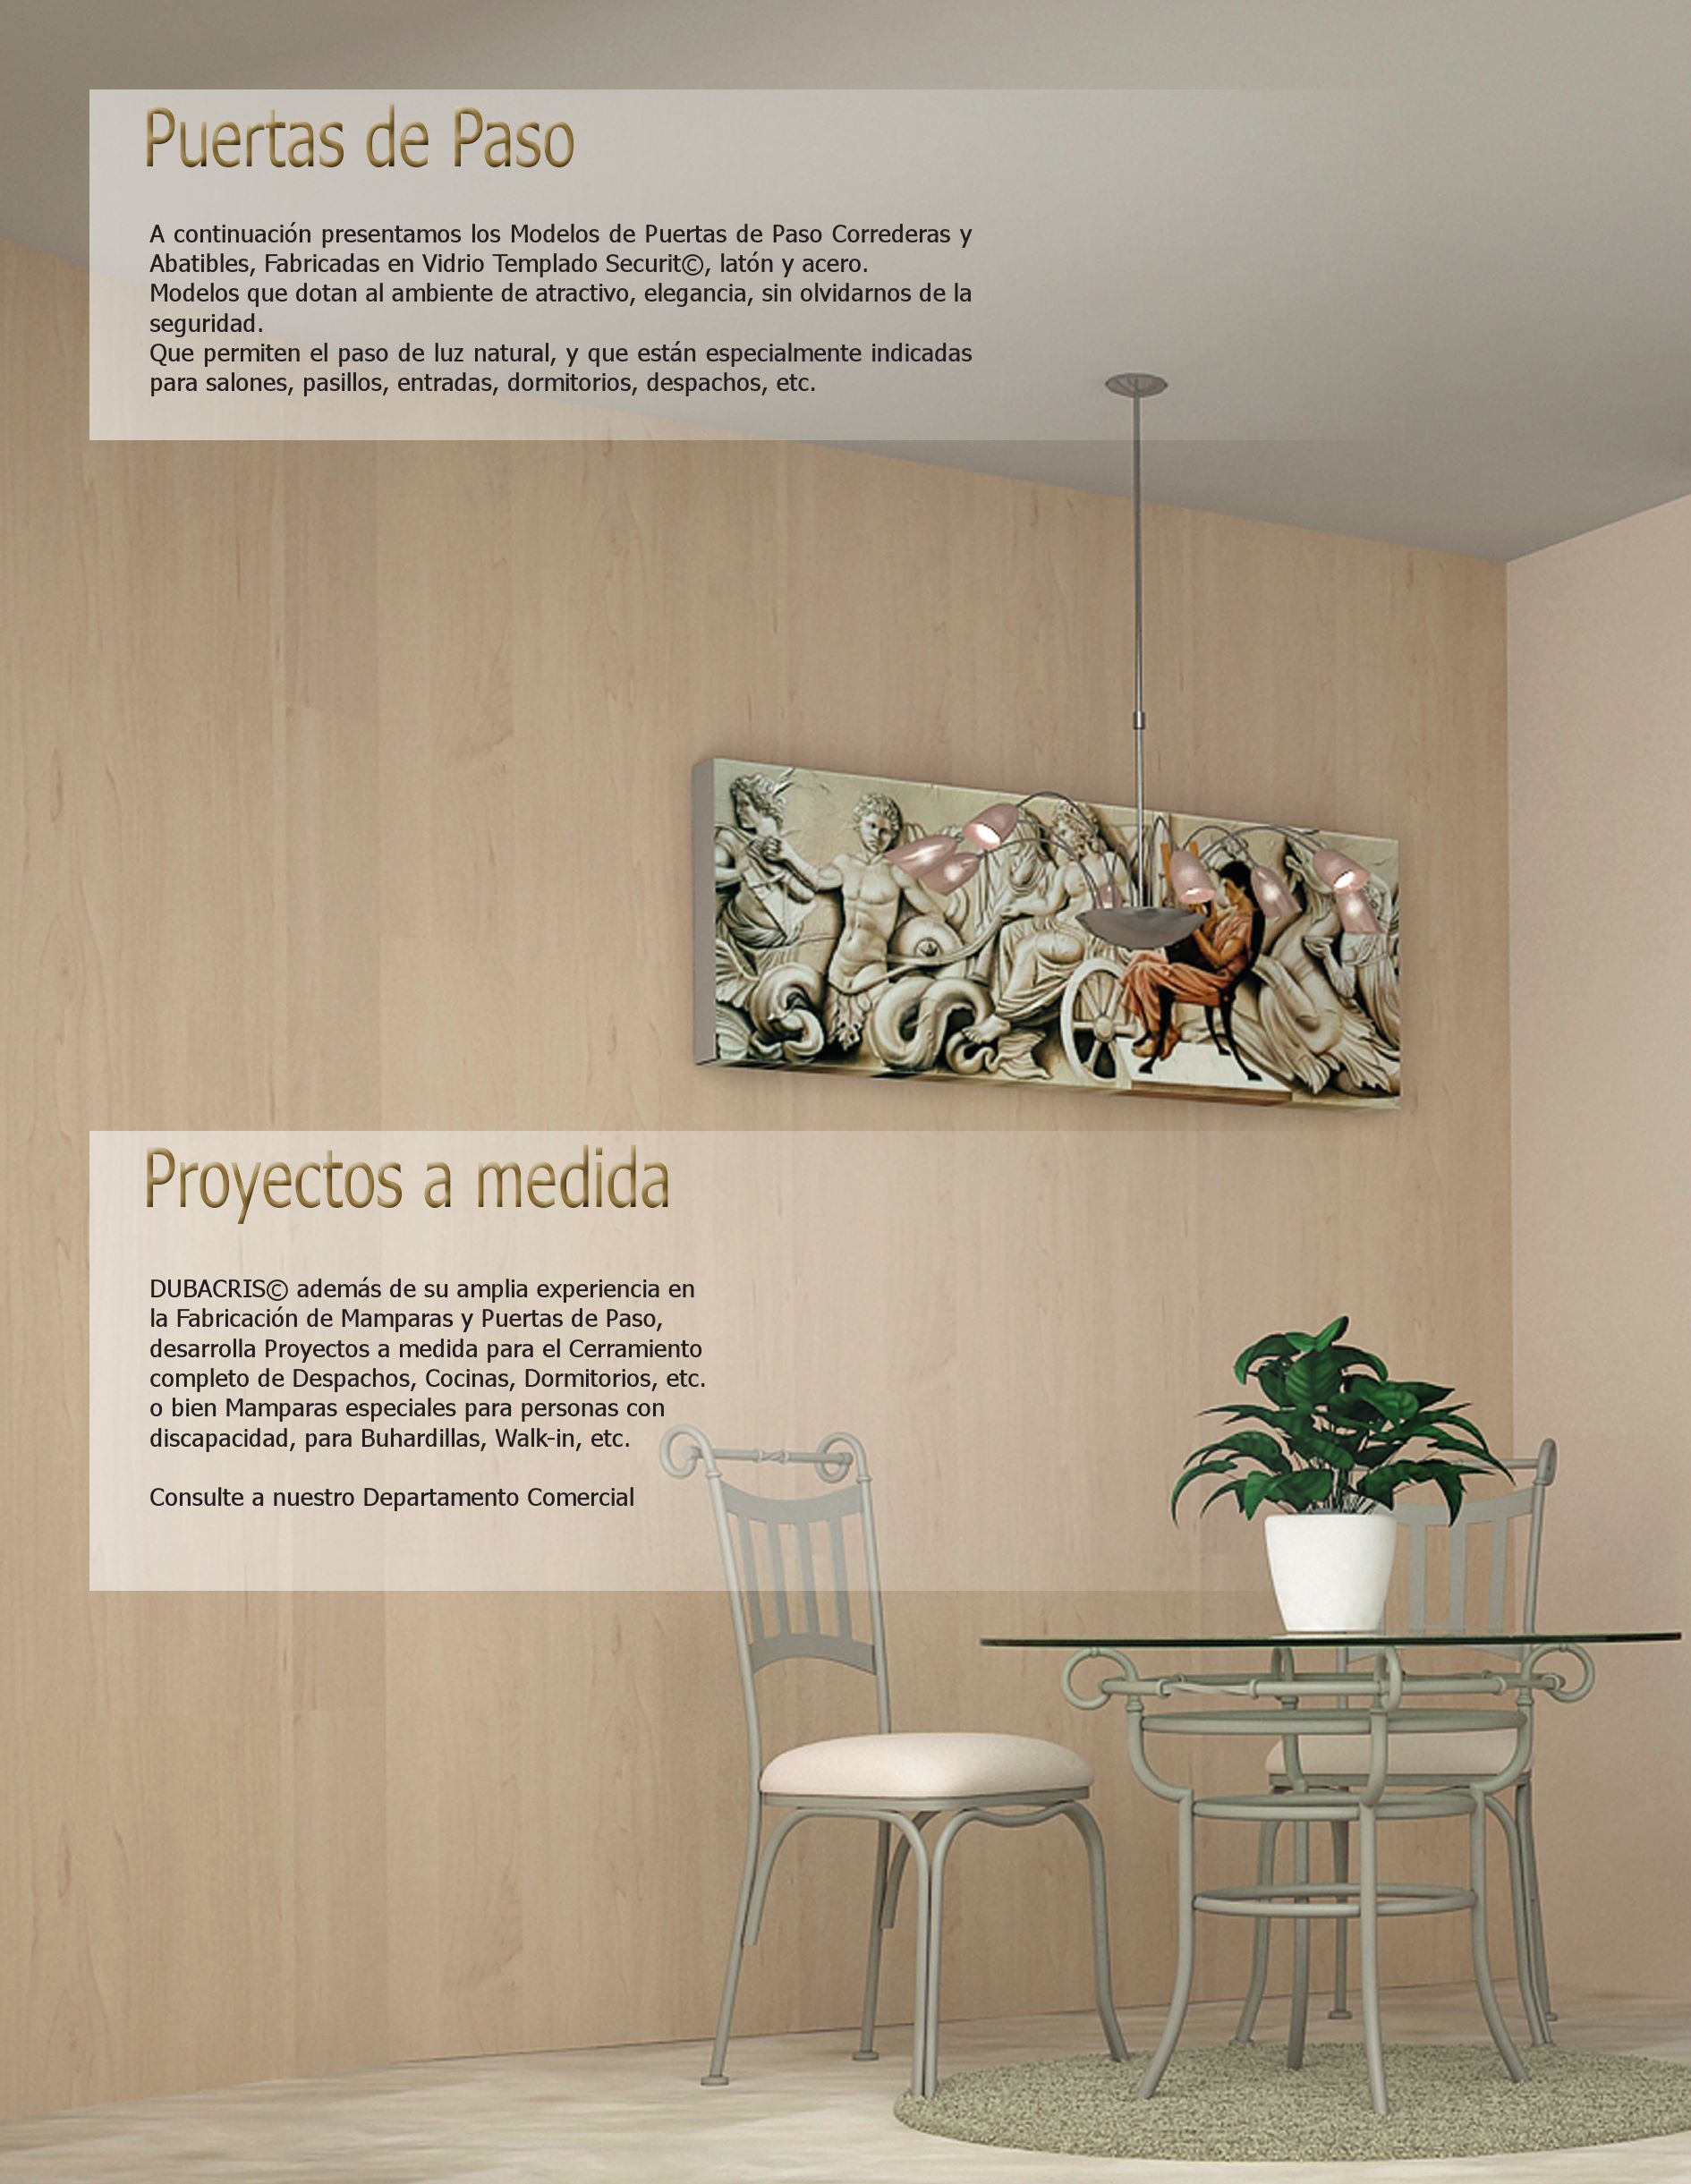 Puertas de Paso
A continuación presentamos los Modelos de Puertas de Paso Correderas y
Abatibles, Fabricadas en Vidrio Templado Securit©, latón y acero.
Modelos que dotan al ambiente de atractivo, elegancia, sin olvidarnos de la
seguridad.
Que permiten el paso de luz natural, y que están especialmente indicadas
para salones, pasillos, entradas, dormitorios, despachos, etc.
Proyectos a medida
DUBACRIS© además de su amplia experiencia en
la Fabricación de Mamparas y Puertas de Paso,
desarrolla Proyectos a medida para el Cerramiento
completo de Despachos, Cocinas, Dormitorios, etc.
o bien Mamparas especiales para personas con
discapacidad, para Buhardillas, Walk-in, etc.
Consulte a nuestro Departamento Comercial